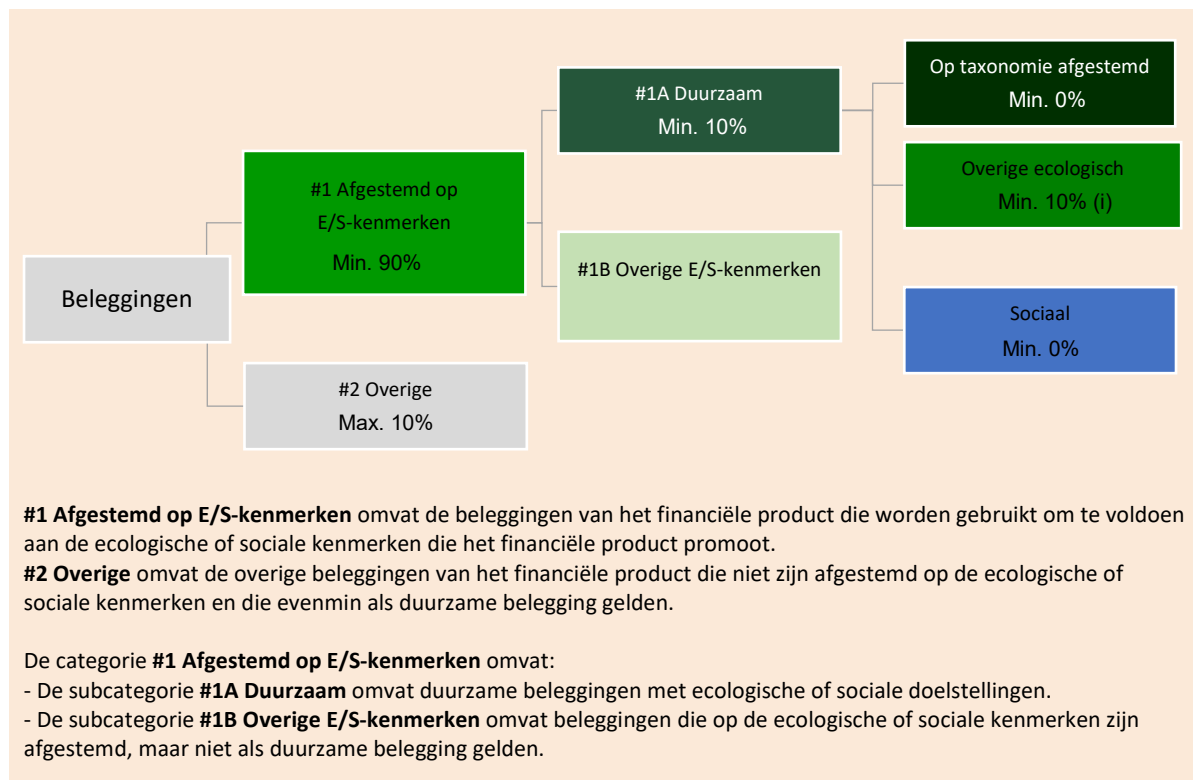 Beleggingen
#1 Afgestemd op
E/S-kenmerken
Min. 90%
#2 Overige
Max. 10%
#1A Duurzaam
Min. 10%
#1B Overige E/S-kenmerken
Op taxonomie afgestemd
Min. 0%
Overige ecologisch
Min. 10% (i)
Sociaal
Min. 0%
#1 Afgestemd op E/S-kenmerken omvat de beleggingen van het financiële product die worden gebruikt om te voldoen
aan de ecologische of sociale kenmerken die het financiële product promoot.
#2 Overige omvat de overige beleggingen van het financiële product die niet zijn afgestemd op de ecologische of
sociale kenmerken en die evenmin als duurzame belegging gelden.
De categorie #1 Afgestemd op E/S-kenmerken omvat:
- De subcategorie #1A Duurzaam omvat duurzame beleggingen met ecologische of sociale doelstellingen.
- De subcategorie #1B Overige E/S-kenmerken omvat beleggingen die op de ecologische of sociale kenmerken zijn
afgestemd, maar niet als duurzame belegging gelden.